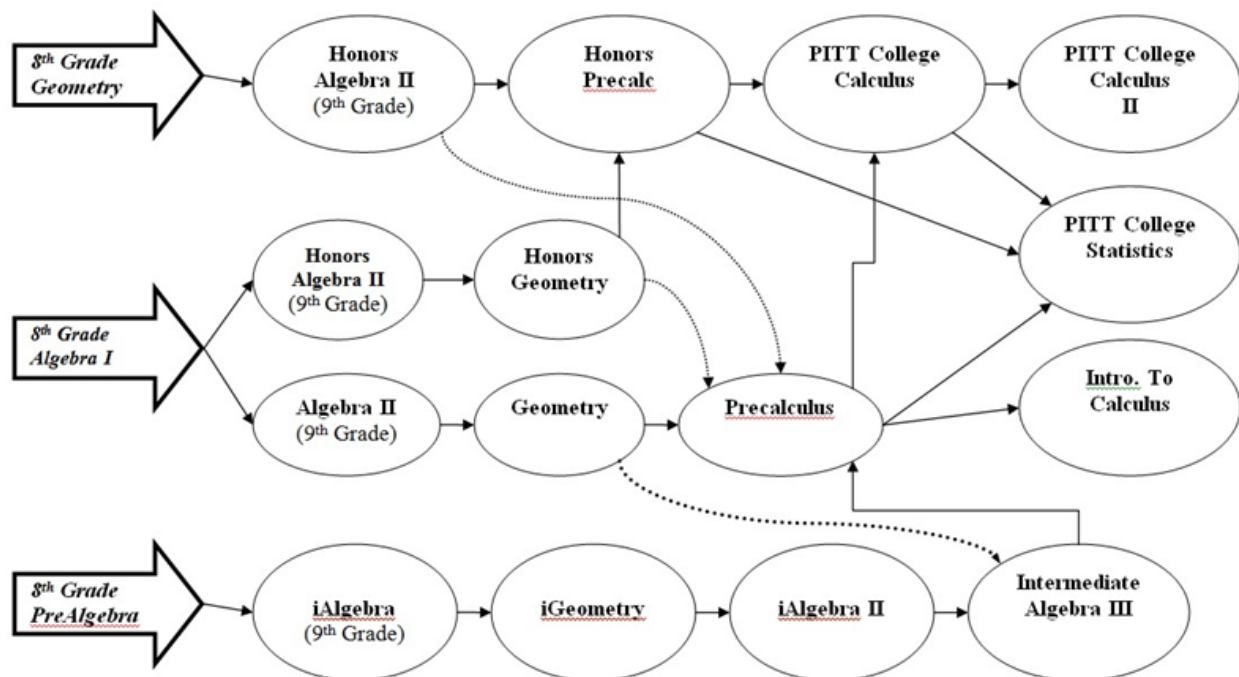 8th Grade
Geometry
Honors
Algebra II
(9th Grade)
Honors
Precalc
PITT College
Calculus
PITT College
Calculus
II
PITT College
Statistics
8th Grade
Algebra I
Honors
Algebra II
(9th Grade)
Honors
Geometry
Algebra II
(9th Grade)
Geometry
Precalculus
Intro. To
Calculus
8th Grade
PreAlgebra
iAlgebra
(9th Grade)
iGeometry
iAlgebra II
Intermediate
Algebra III